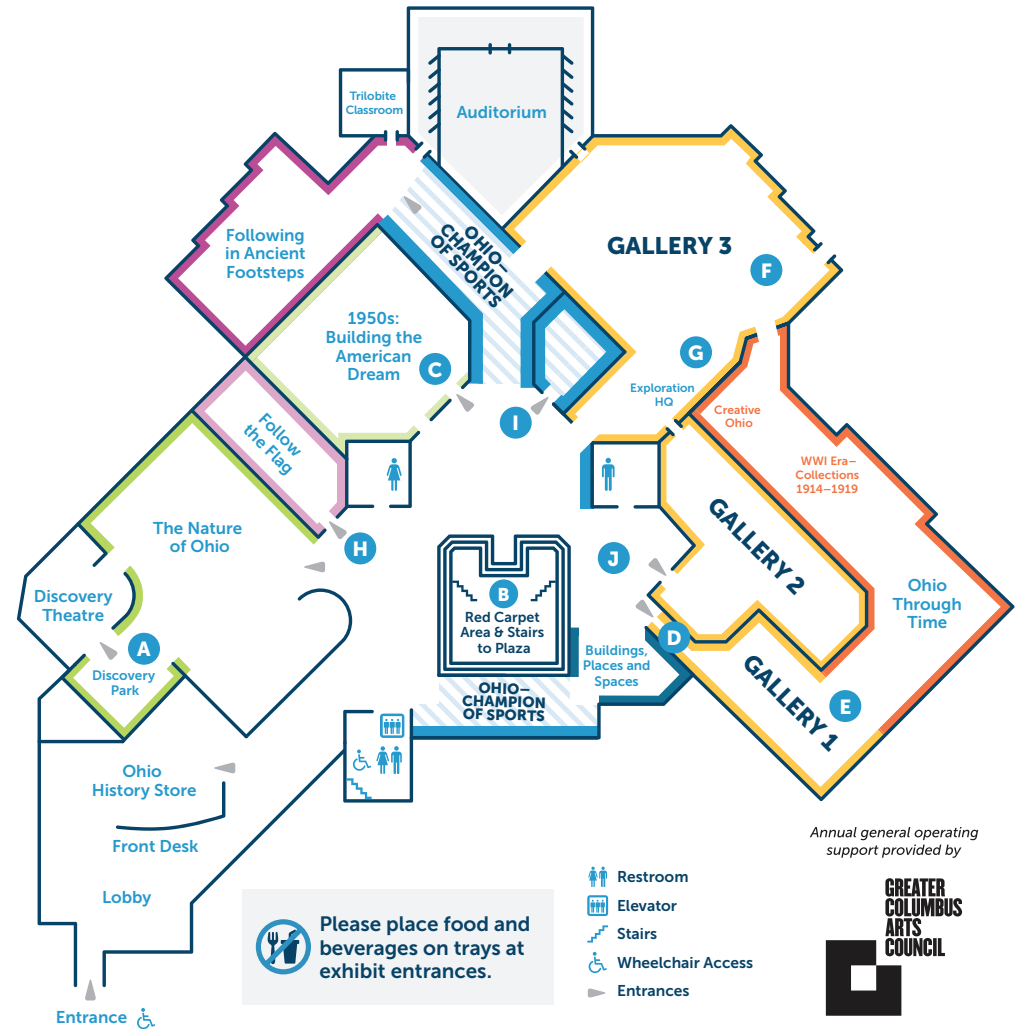 Trilobite
Classroom
Auditorium
Following
in Ancient
Footsteps
OHIO–
CHAMPION
OF SPORTS
GALLERY 3
F
1950s:
Building the
American
Dream
C
G
Exploration
HQ
I
Creative
Ohio
Follow
the Flag
WWI Era–
Collections
1914–1919
The Nature
of Ohio
H
J
GALLERY 2
B
Red Carpet
Area & Stairs
to Plaza
Ohio
Through
Time
Discovery
Theatre
A
Discovery
Park
D
Buildings,
Places and
Spaces
OHIO–
CHAMPION
OF SPORTS
GALLERY 1
E
Ohio
History Store
Front Desk
Lobby
Entrance
Please place food and
beverages on trays at
exhibit entrances.
Restroom
Elevator
Stairs
Wheelchair Access
Entrances
Annual general operating
support provided by
GREATER
COLUMBUS
ARTS
COUNCIL